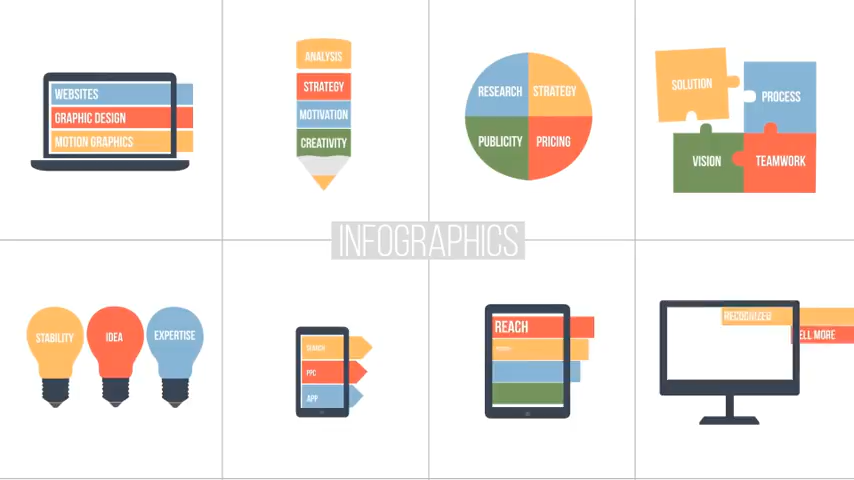 WEBSITES
GRAPHIC DESIGN
MOTION GRAPHICS
ANALYSIS
STRATEGY
MOTIVATION
CREATIVITY
RESEARCH
STRATEGY
PUBLICITY
PRICING
SOLUTION
PROCESS
VISION
TEAMWORK
INFOGRAPHICS
STABILITY
IDEA
EXPERTISE
SEARCH
PPC
APP
REACH
RECOGNIZED
ELL MORE